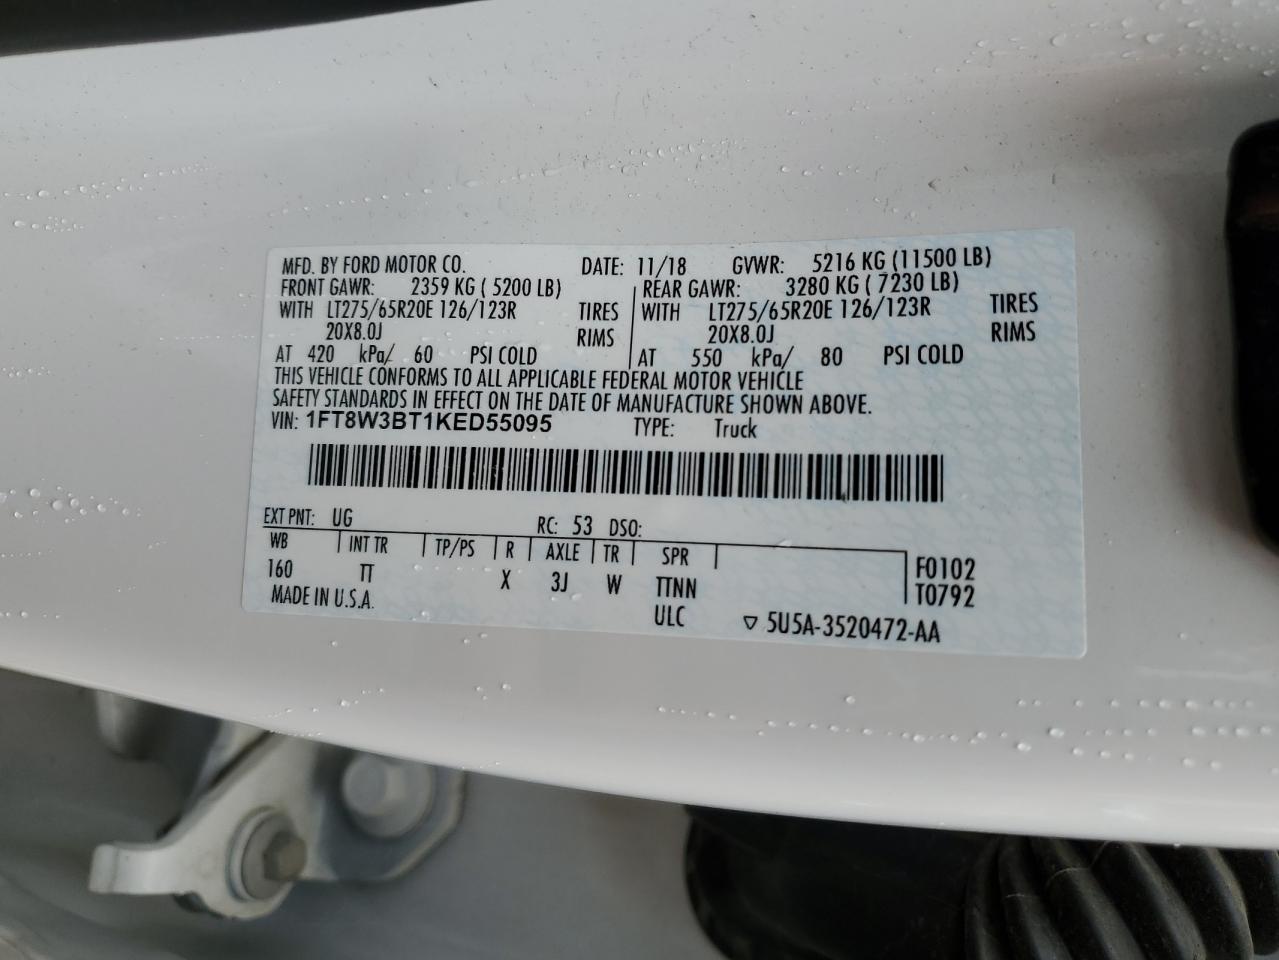 MFD. BY FORD MOTOR CO. DATE: 11/18 GVWR: 5216 KG (11500 LB)
FRONT GAWR: 2359 KG ( 5200 LB) REAR GAWR: 3280 KG ( 7230 LB)
WITH LT275/65R20E 126/123R TIRES WITH LT275/65R20E 126/123R TIRES
20X8.0J RIMS 20X8.0J RIMS
AT 420 kPa/ 60 PSI COLD AT 550 kPa/ 80 PSI COLD
THIS VEHICLE CONFORMS TO ALL APPLICABLE FEDERAL MOTOR VEHICLE
SAFETY STANDARDS IN EFFECT ON THE DATE OF MANUFACTURE SHOWN ABOVE.
VIN: 1FT8W3BT1KED55095 TYPE: Truck
EXT PNT: UG RC: 53 DSO:
WB INT TR TP/PS R AXLE TR SPR
160 TT X 3J W TTNN F0102
MADE IN U.S.A. ULC T0792
▽ 5U5A-3520472-AA